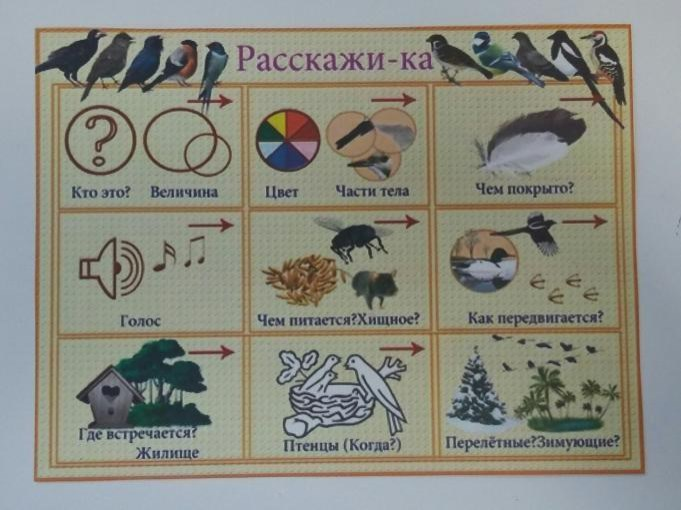 Расскажи-ка
?
Кто это? Величина
Цвет Части тела
Чем покрыто?
Голос
Чем питается?Хищное?
Как передвигается?
Где встречается?
Жилище
Птенцы (Когда?)
Перелётные?Зимующие?